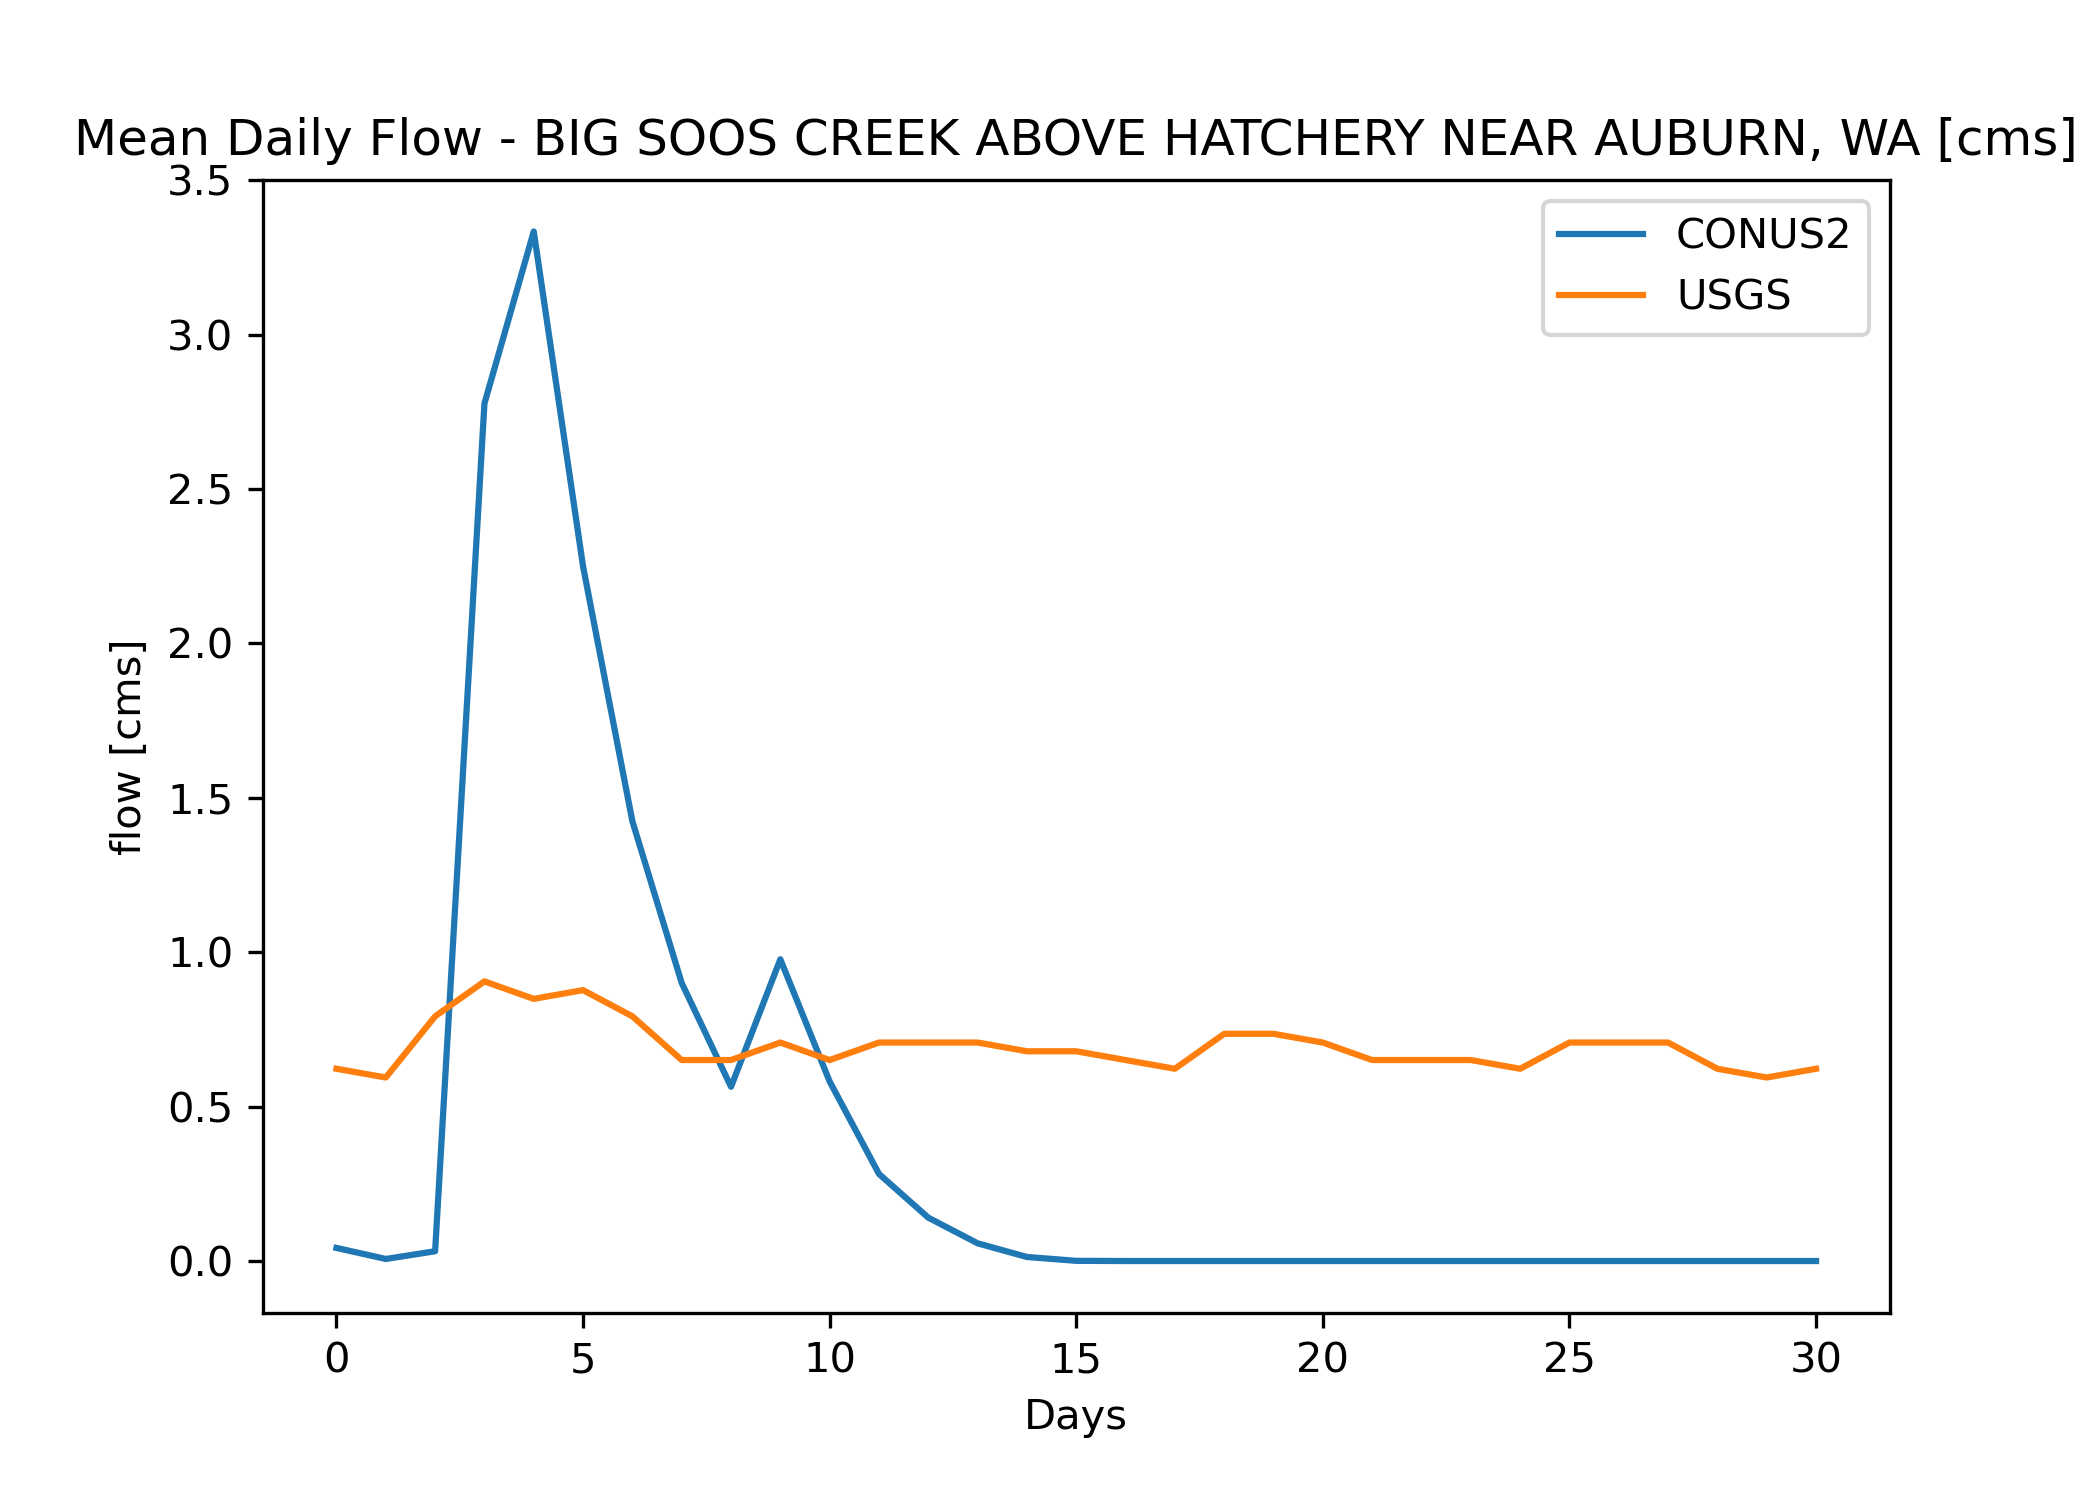 Mean Daily Flow - BIG SOOS CREEK ABOVE HATCHERY NEAR AUBURN, WA [cms]
CONUS2
USGS
flow [cms]
3.5
3.0
2.5
2.0
1.5
1.0
0.5
0.0
0 5 10 15 20 25 30
Days